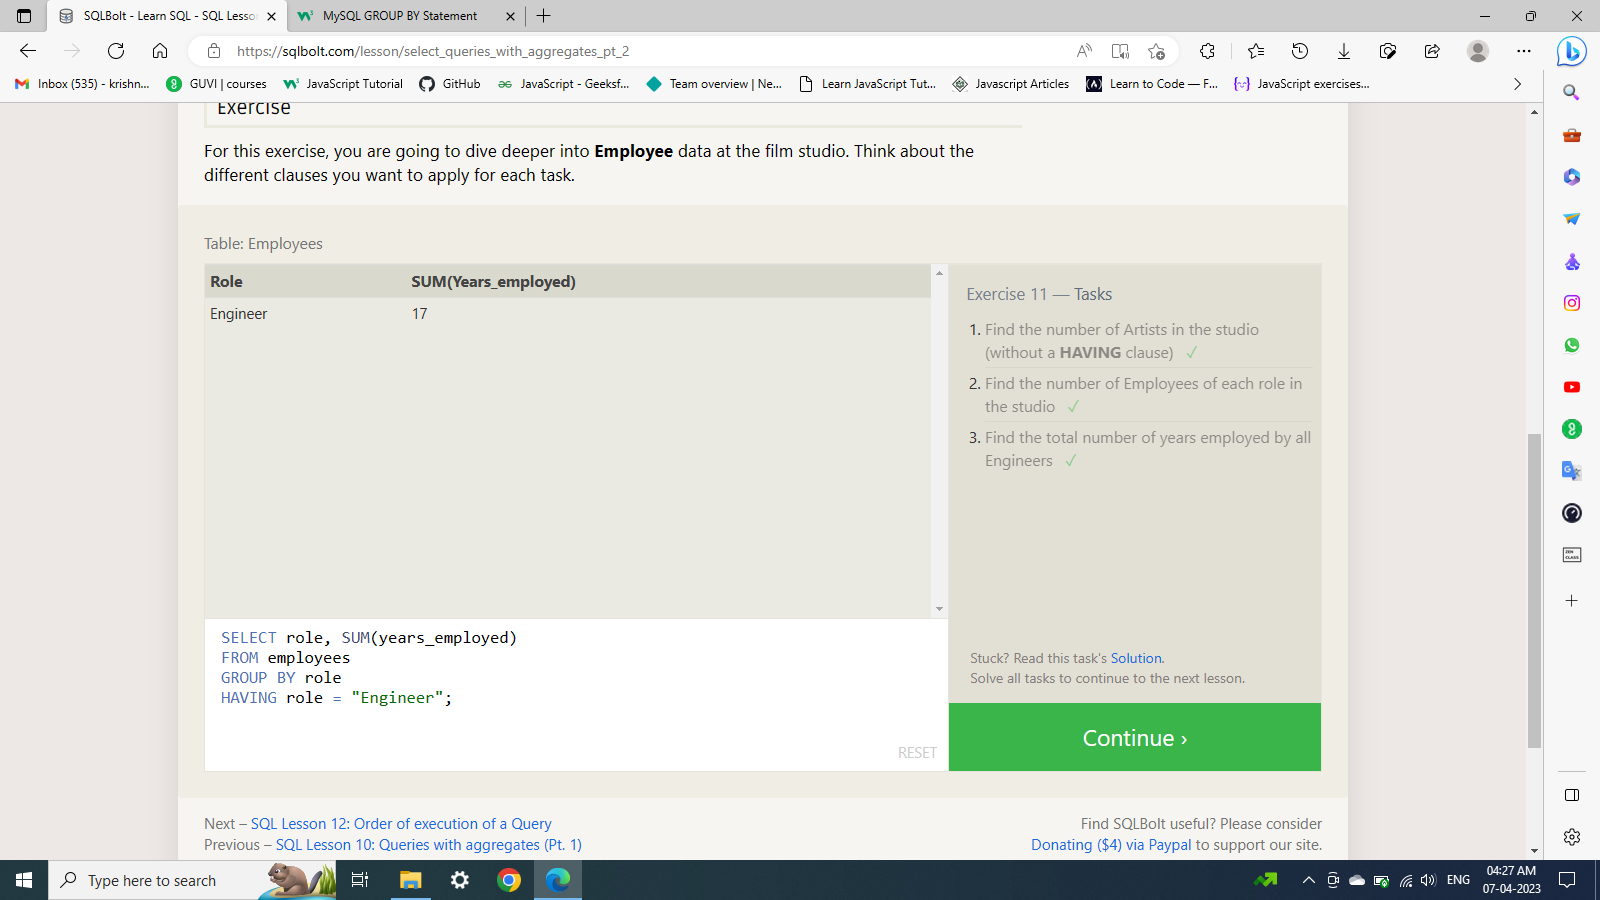 SQLBolt - Learn SQL - SQL Lesso
MySQL GROUP BY Statement
https://sqlbolt.com/lesson/select_queries_with_aggregates_pt_2
Inbox (535) - krishn...
GUVI | courses
JavaScript Tutorial
GitHub
JavaScript - Geeksf...
Team overview | Ne...
Learn JavaScript Tut...
Javascript Articles
Learn to Code — F...
JavaScript exercises...
Exercise
For this exercise, you are going to dive deeper into Employee data at the film studio. Think about the
different clauses you want to apply for each task.
Table: Employees
Role SUM(Years_employed)
Engineer 17
Exercise 11 — Tasks
1. Find the number of Artists in the studio
(without a HAVING clause) ✓
2. Find the number of Employees of each role in
the studio ✓
3. Find the total number of years employed by all
Engineers ✓
SELECT role, SUM(years_employed)
FROM employees
GROUP BY role
HAVING role = "Engineer";
RESET
Stuck? Read this task's Solution.
Solve all tasks to continue to the next lesson.
Continue ›
Next – SQL Lesson 12: Order of execution of a Query
Previous – SQL Lesson 10: Queries with aggregates (Pt. 1)
Find SQLBolt useful? Please consider
Donating ($4) via Paypal to support our site.
Type here to search
ENG
04:27 AM
07-04-2023